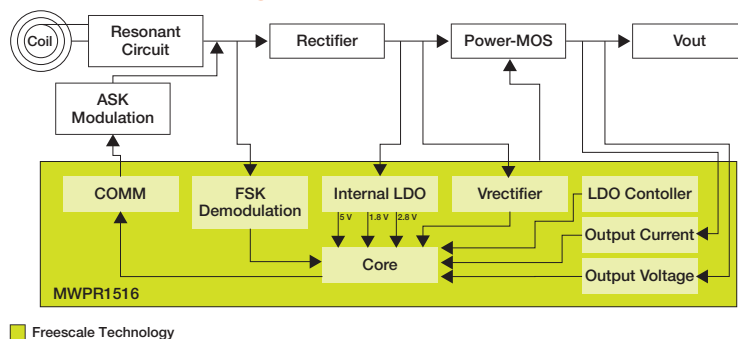 Coil
Resonant
Circuit
Rectifier
Power-MOS
Vout
ASK
Modulation
COMM
FSK
Demodulation
Internal LDO
Vrectifier
LDO Contoller
5 V
1.8 V
2.8 V
Output Current
Core
Output Voltage
MWPR1516
Freescale Technology